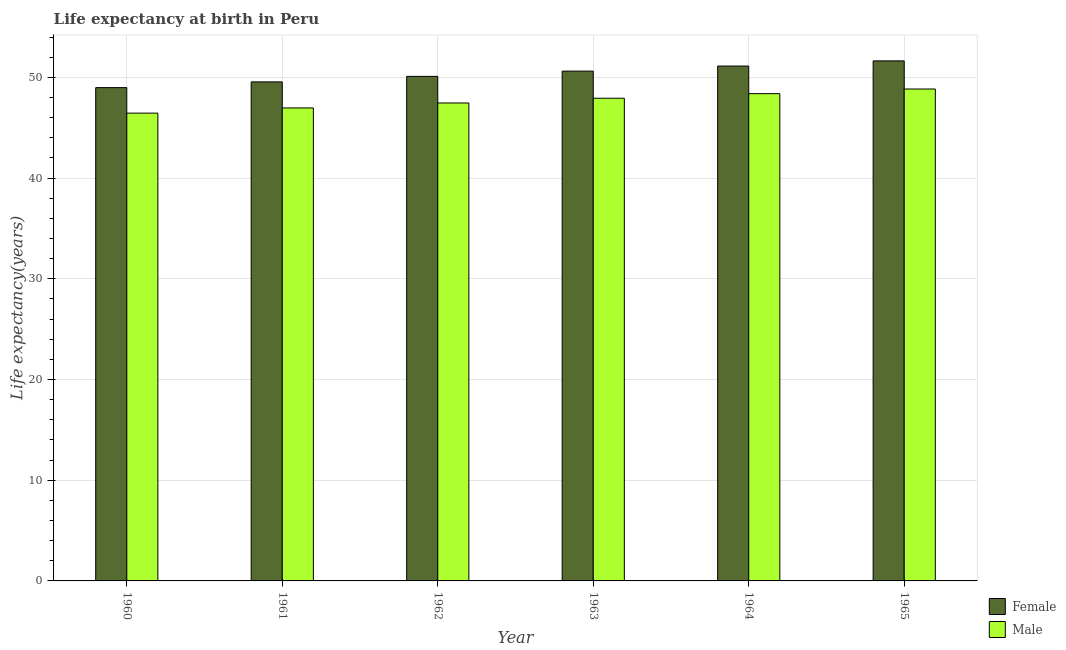 Life expectancy at birth in Peru
Life expectancy(years)
50
40
30
20
10
0
1960
1961
1962
1963
1964
1965
Year
Female
Male